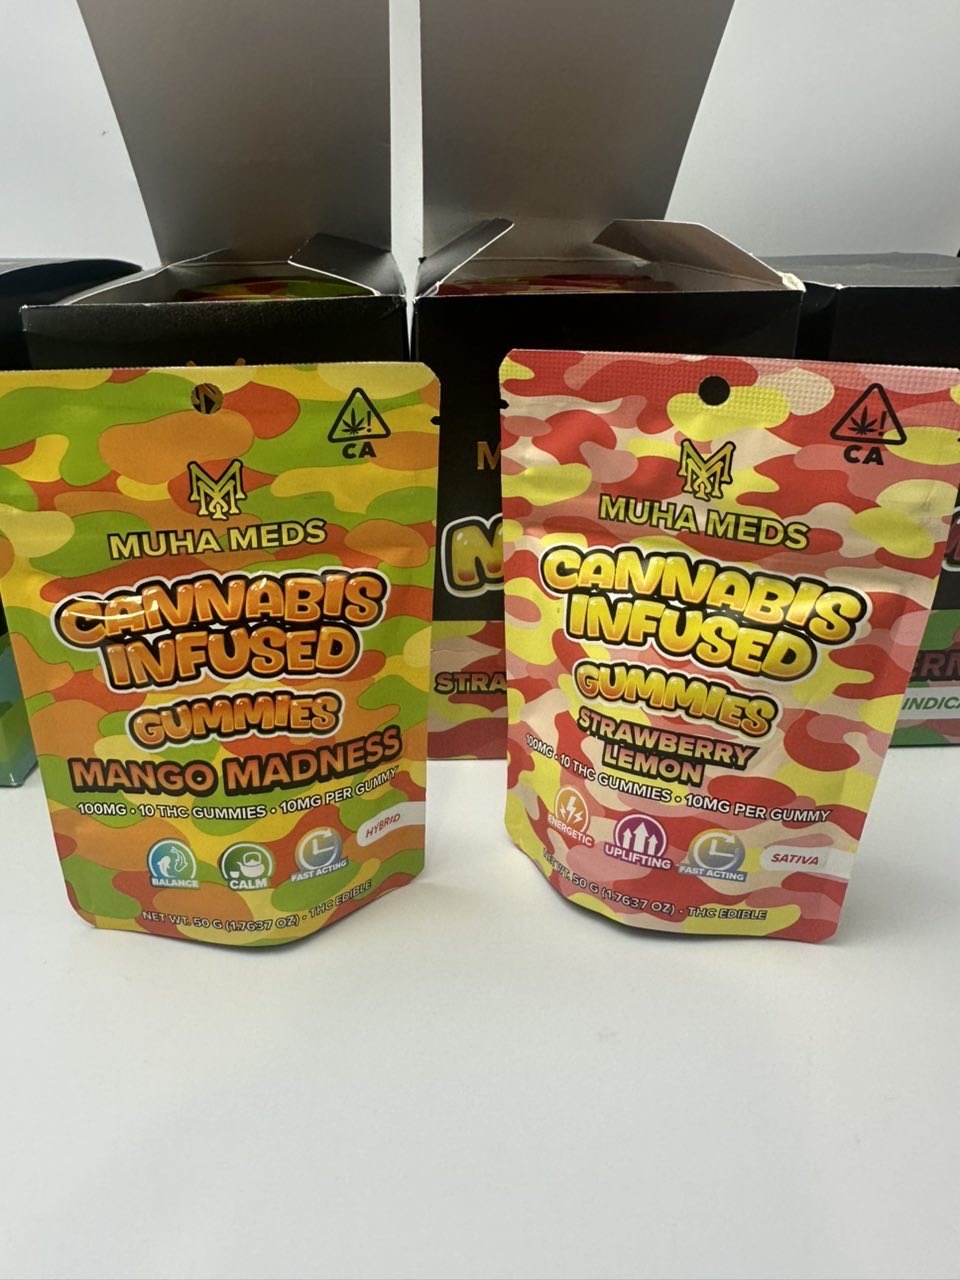 CA
MUHA MEDS
CANNABIS
INFUSED
GUMMIES
MANGO MADNESS
100MG • 10 THC GUMMIES • 10MG PER GUMMY
HYBRID
BALANCE
CALM
FAST ACTING
NET WT. 50 G (1.7637 OZ) • THC EDIBLE
CA
MUHA MEDS
CANNABIS
INFUSED
GUMMIES
STRAWBERRY
LEMON
100MG • 10 THC GUMMIES • 10MG PER GUMMY
ENERGETIC
UPLIFTING
FAST ACTING
SATIVA
NET WT. 50 G (1.7637 OZ) • THC EDIBLE
STRA
INDICA